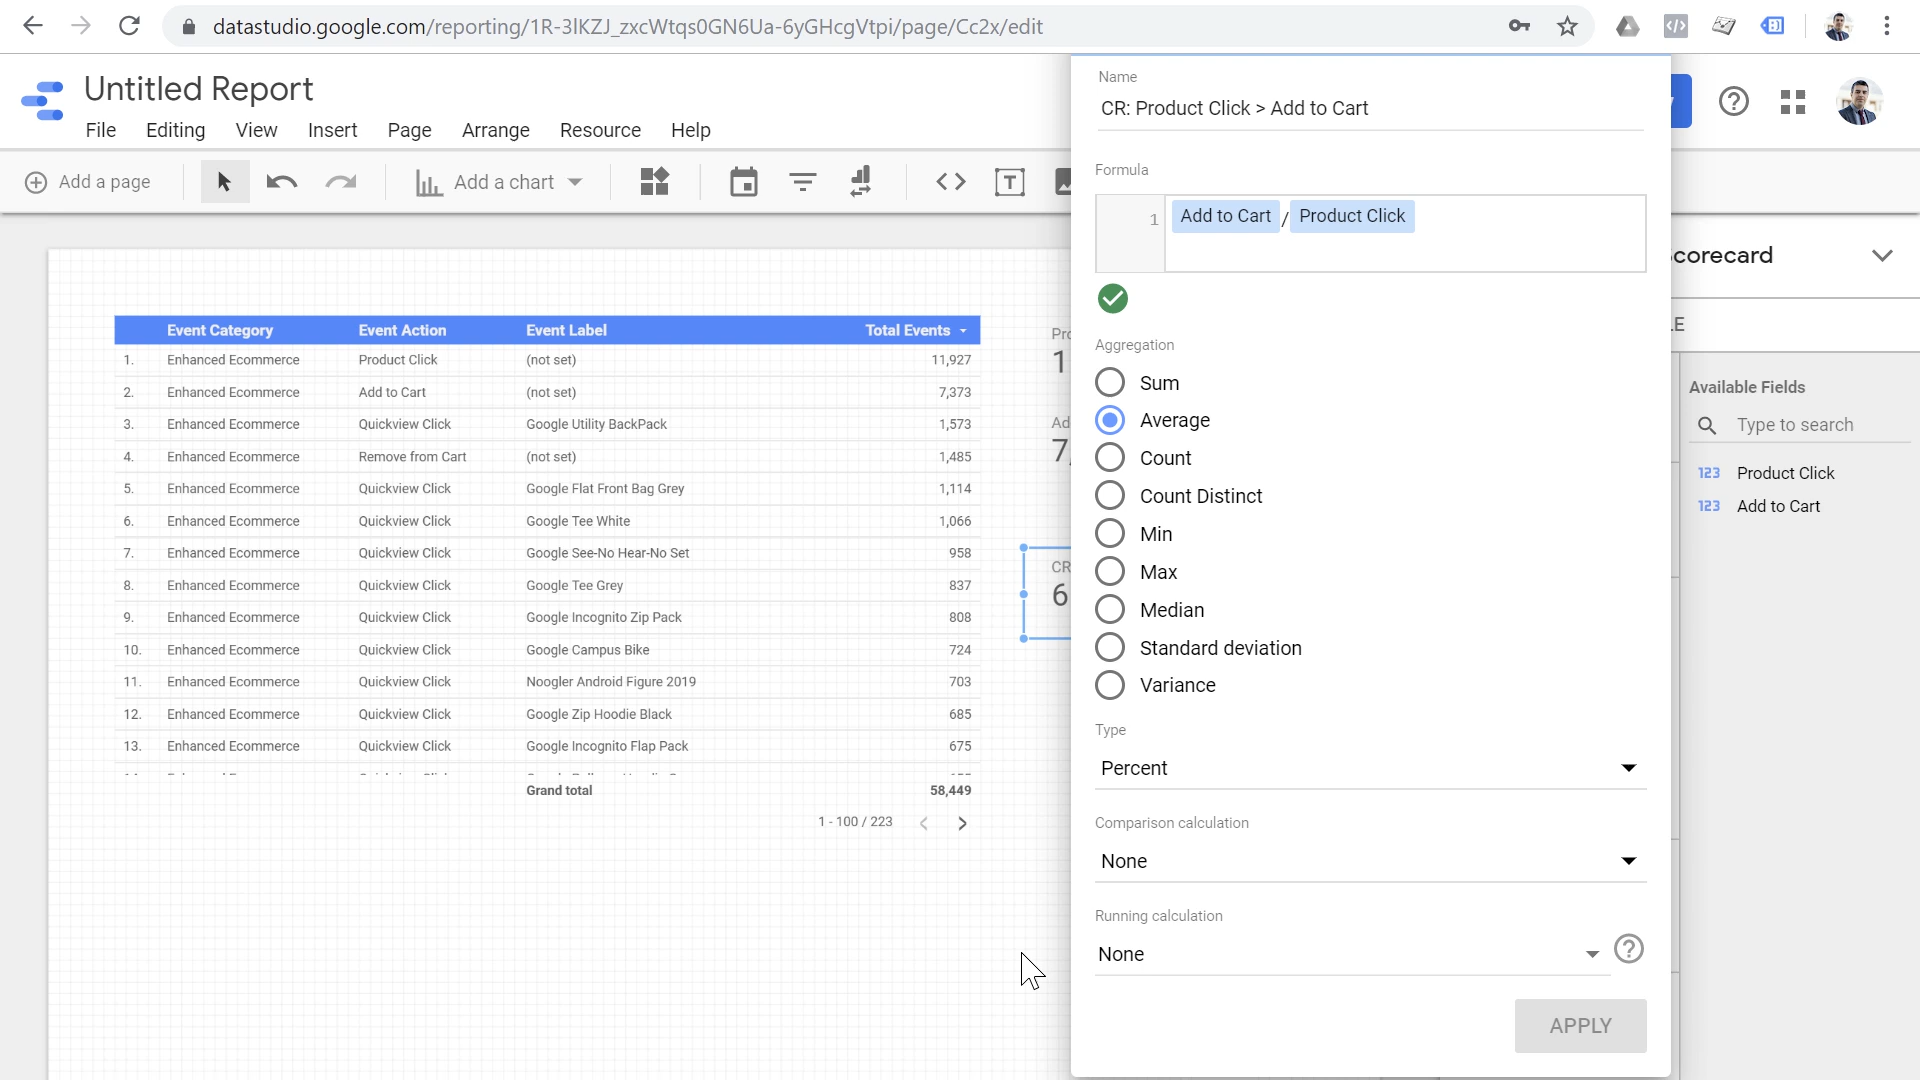 datastudio.google.com/reporting/1R-3lKZJ_zxcWtqs0GN6Ua-6yGHcgVtpi/page/Cc2x/edit
Untitled Report
File Editing View Insert Page Arrange Resource Help
Add a page Add a chart
Event Category Event Action Event Label Total Events
1. Enhanced Ecommerce Product Click (not set) 11,927
2. Enhanced Ecommerce Add to Cart (not set) 7,373
3. Enhanced Ecommerce Quickview Click Google Utility BackPack 1,573
4. Enhanced Ecommerce Remove from Cart (not set) 1,485
5. Enhanced Ecommerce Quickview Click Google Flat Front Bag Grey 1,114
6. Enhanced Ecommerce Quickview Click Google Tee White 1,066
7. Enhanced Ecommerce Quickview Click Google See-No Hear-No Set 958
8. Enhanced Ecommerce Quickview Click Google Tee Grey 837
9. Enhanced Ecommerce Quickview Click Google Incognito Zip Pack 808
10. Enhanced Ecommerce Quickview Click Google Campus Bike 724
11. Enhanced Ecommerce Quickview Click Noogler Android Figure 2019 703
12. Enhanced Ecommerce Quickview Click Google Zip Hoodie Black 685
13. Enhanced Ecommerce Quickview Click Google Incognito Flap Pack 675
Grand total 58,449
1 - 100 / 223
Pro
1
Ad
7,
CR
6
Name
CR: Product Click > Add to Cart
Formula
1 Add to Cart / Product Click
Aggregation
Sum
Average
Count
Count Distinct
Min
Max
Median
Standard deviation
Variance
Type
Percent
Comparison calculation
None
Running calculation
None
APPLY
corecard
LE
Available Fields
Type to search
123 Product Click
123 Add to Cart